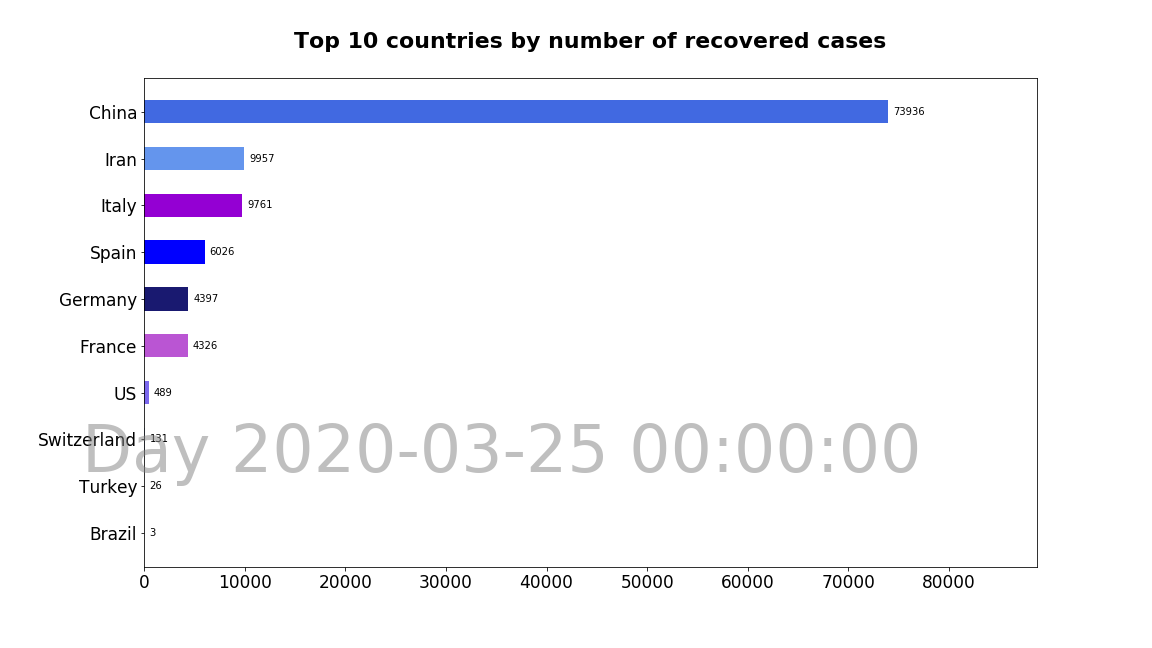 Top 10 countries by number of recovered cases
China 73936
Iran 9957
Italy 9761
Spain 6026
Germany 4397
France 4326
US 489
Switzerland 131
Day 2020-03-25 00:00:00
Turkey 26
Brazil 3
0 10000 20000 30000 40000 50000 60000 70000 80000